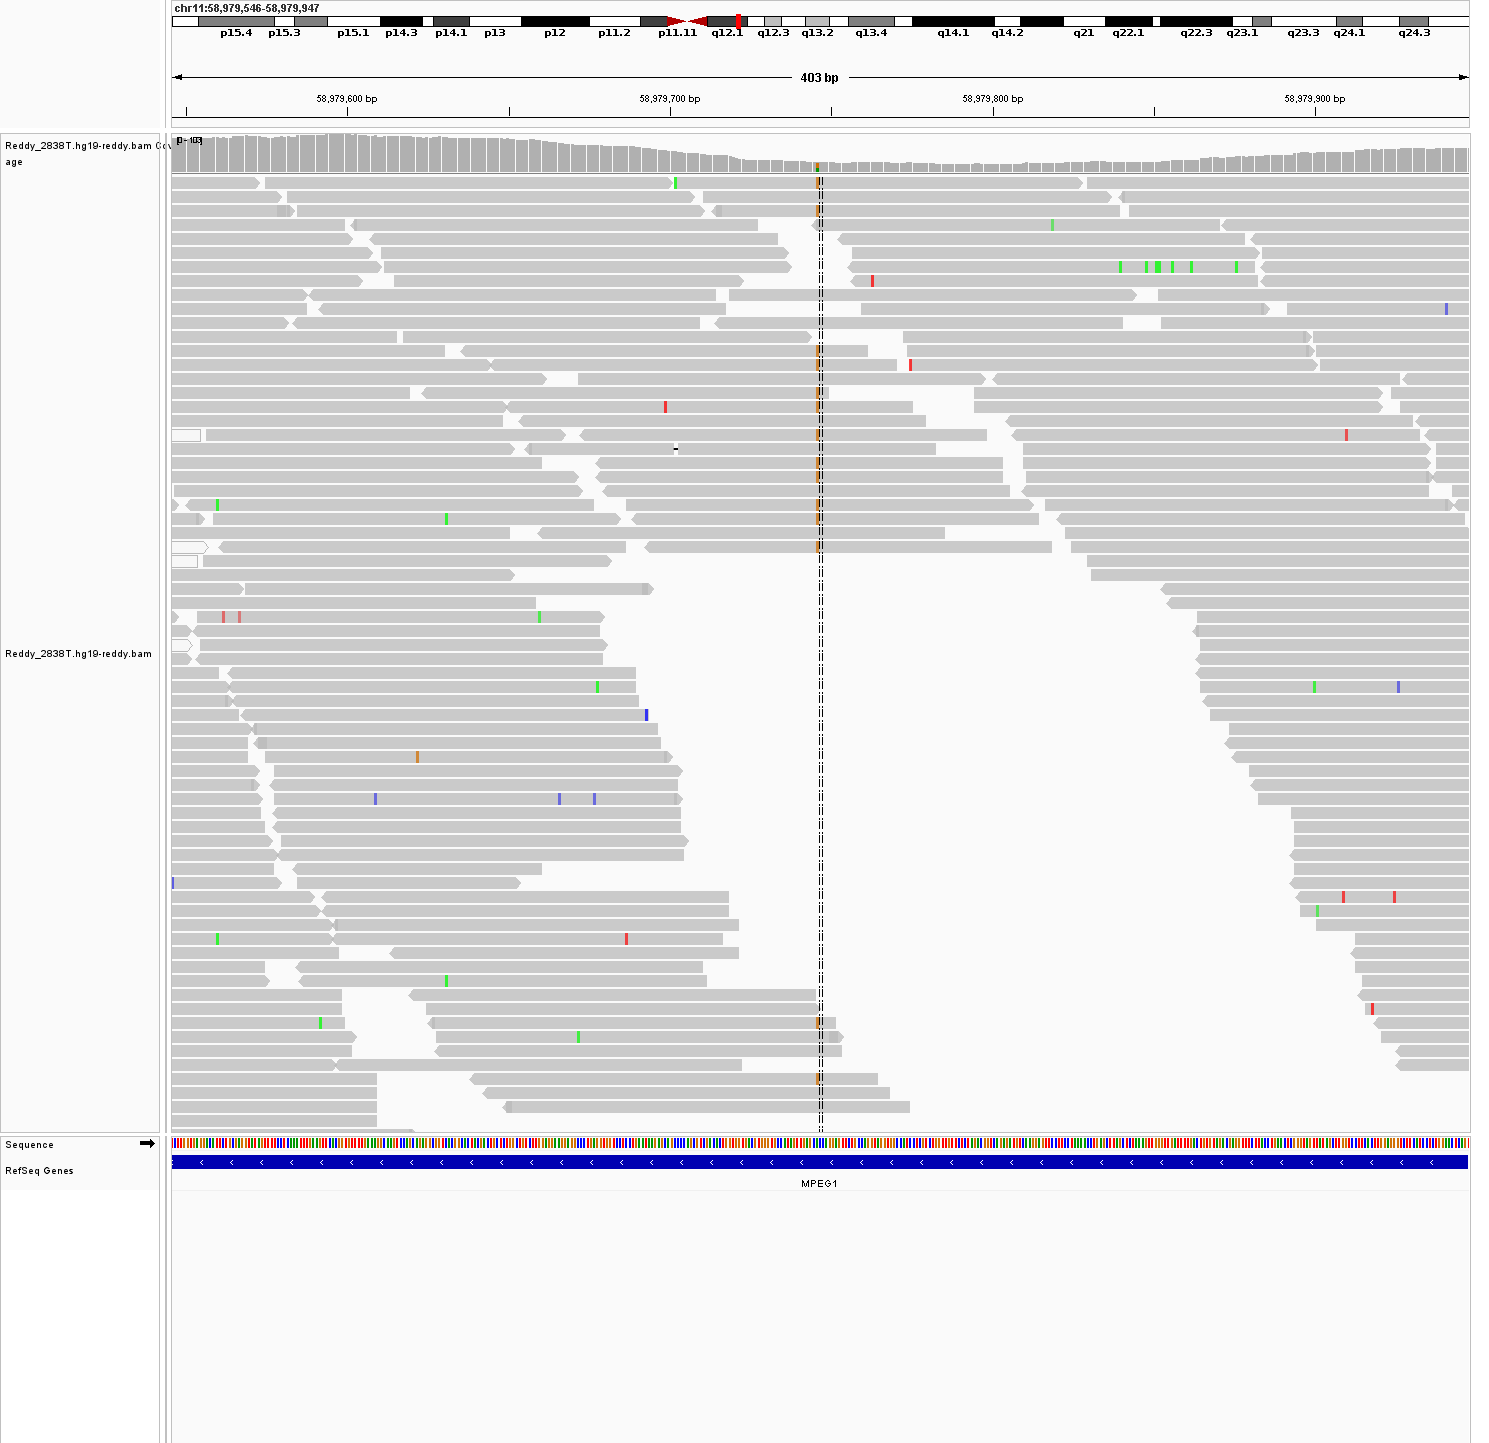 chr11:58,979,546-58,979,947
p15.4 p15.3 p15.1 p14.3 p14.1 p13 p12 p11.2 p11.11 q12.1 q12.3 q13.2 q13.4 q14.1 q14.2 q21 q22.1 q22.3 q23.1 q23.3 q24.1 q24.3
403 bp
58,979,600 bp 58,979,700 bp 58,979,800 bp 58,979,900 bp
[0 - 103]
Reddy_2838T.hg19-reddy.bam Cov
age
Reddy_2838T.hg19-reddy.bam
Sequence
RefSeq Genes
MPEG1